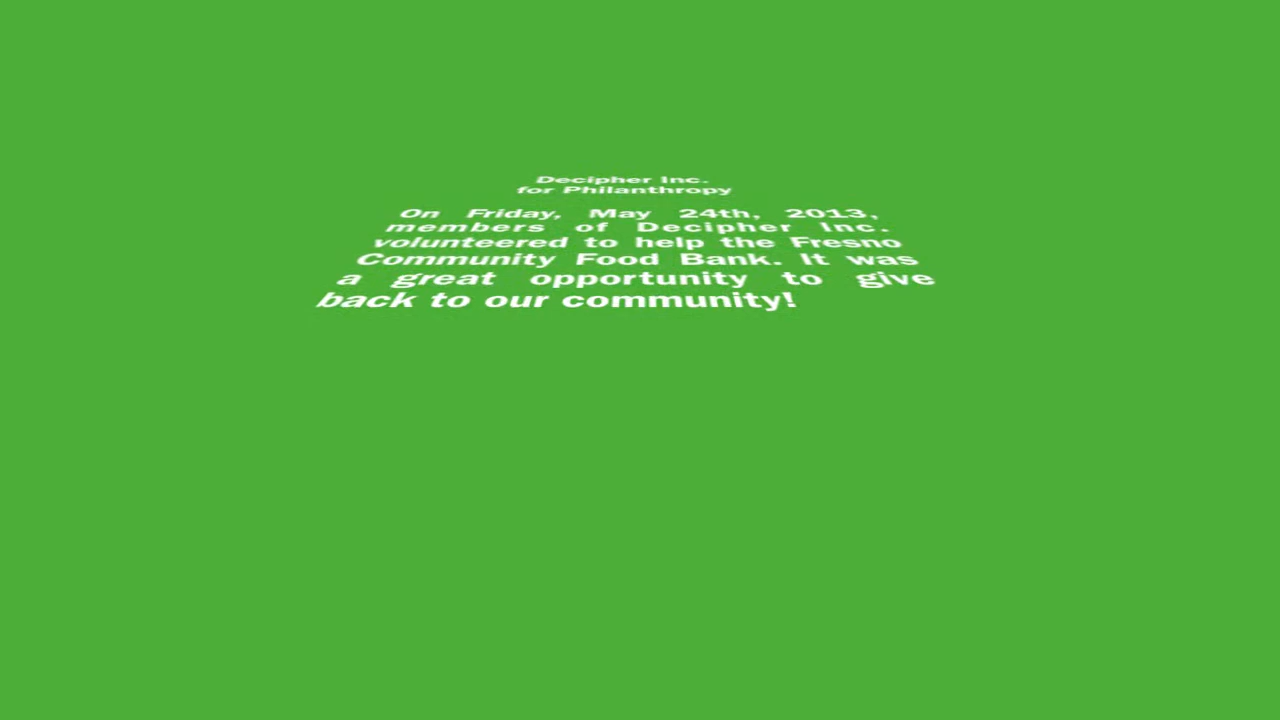 Decipher Inc.
for Philanthropy
On Friday, May 24th, 2013,
members of Decipher Inc.
volunteered to help the Fresno
Community Food Bank. It was
a great opportunity to give
back to our community!